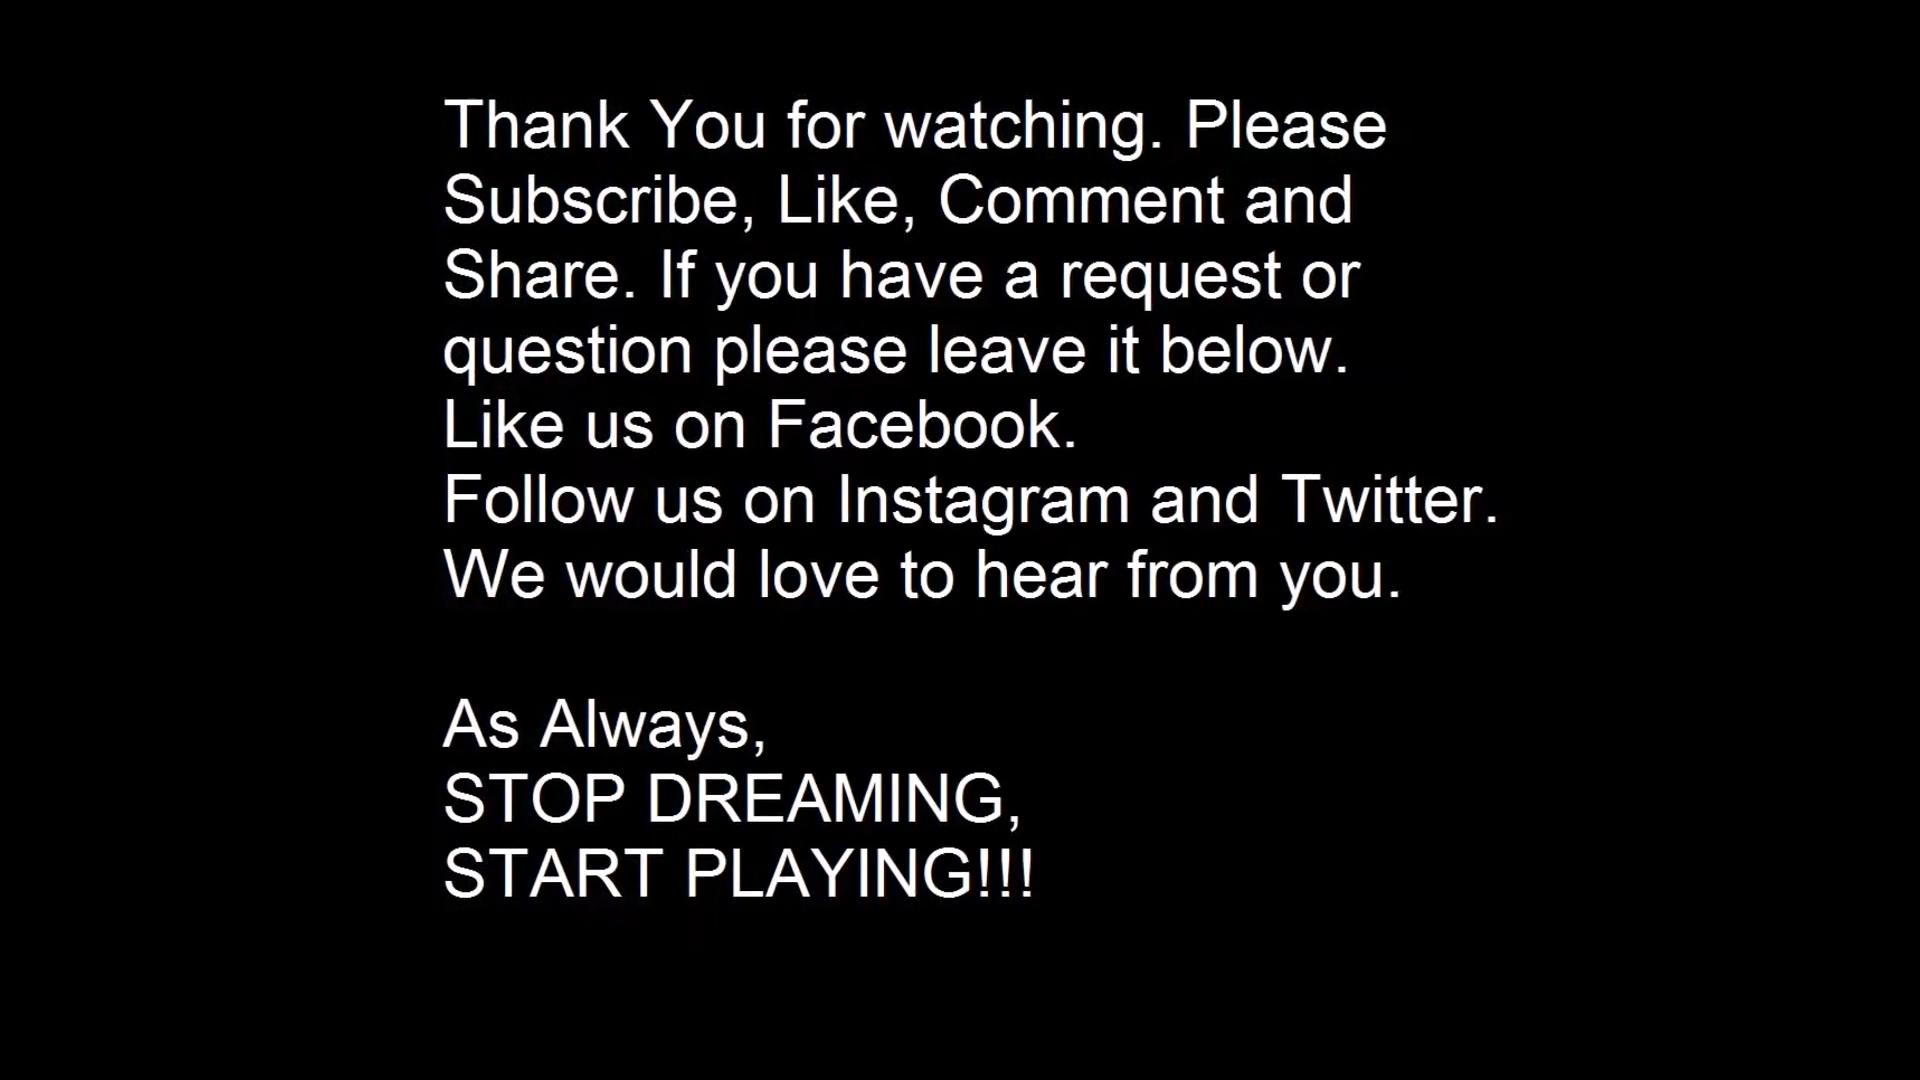 Thank You for watching. Please
Subscribe, Like, Comment and
Share. If you have a request or
question please leave it below.
Like us on Facebook.
Follow us on Instagram and Twitter.
We would love to hear from you.
As Always,
STOP DREAMING,
START PLAYING!!!